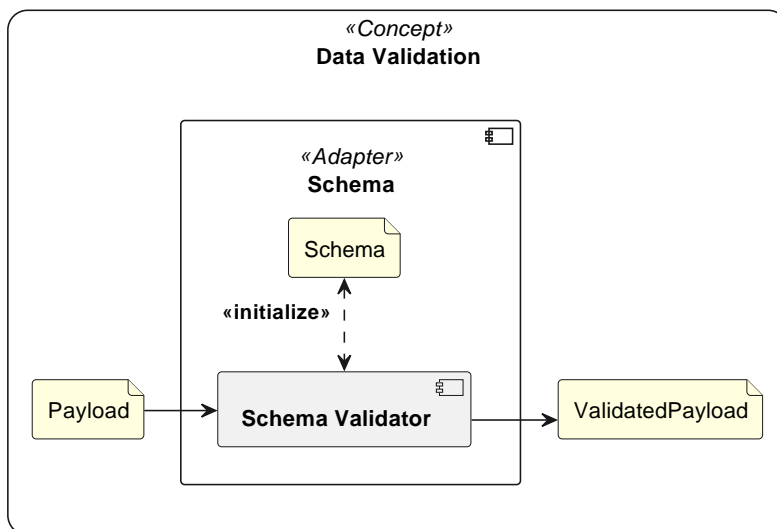 «Concept»
Data Validation
«Adapter»
Schema
Schema
«initialize»
Payload
Schema Validator
ValidatedPayload